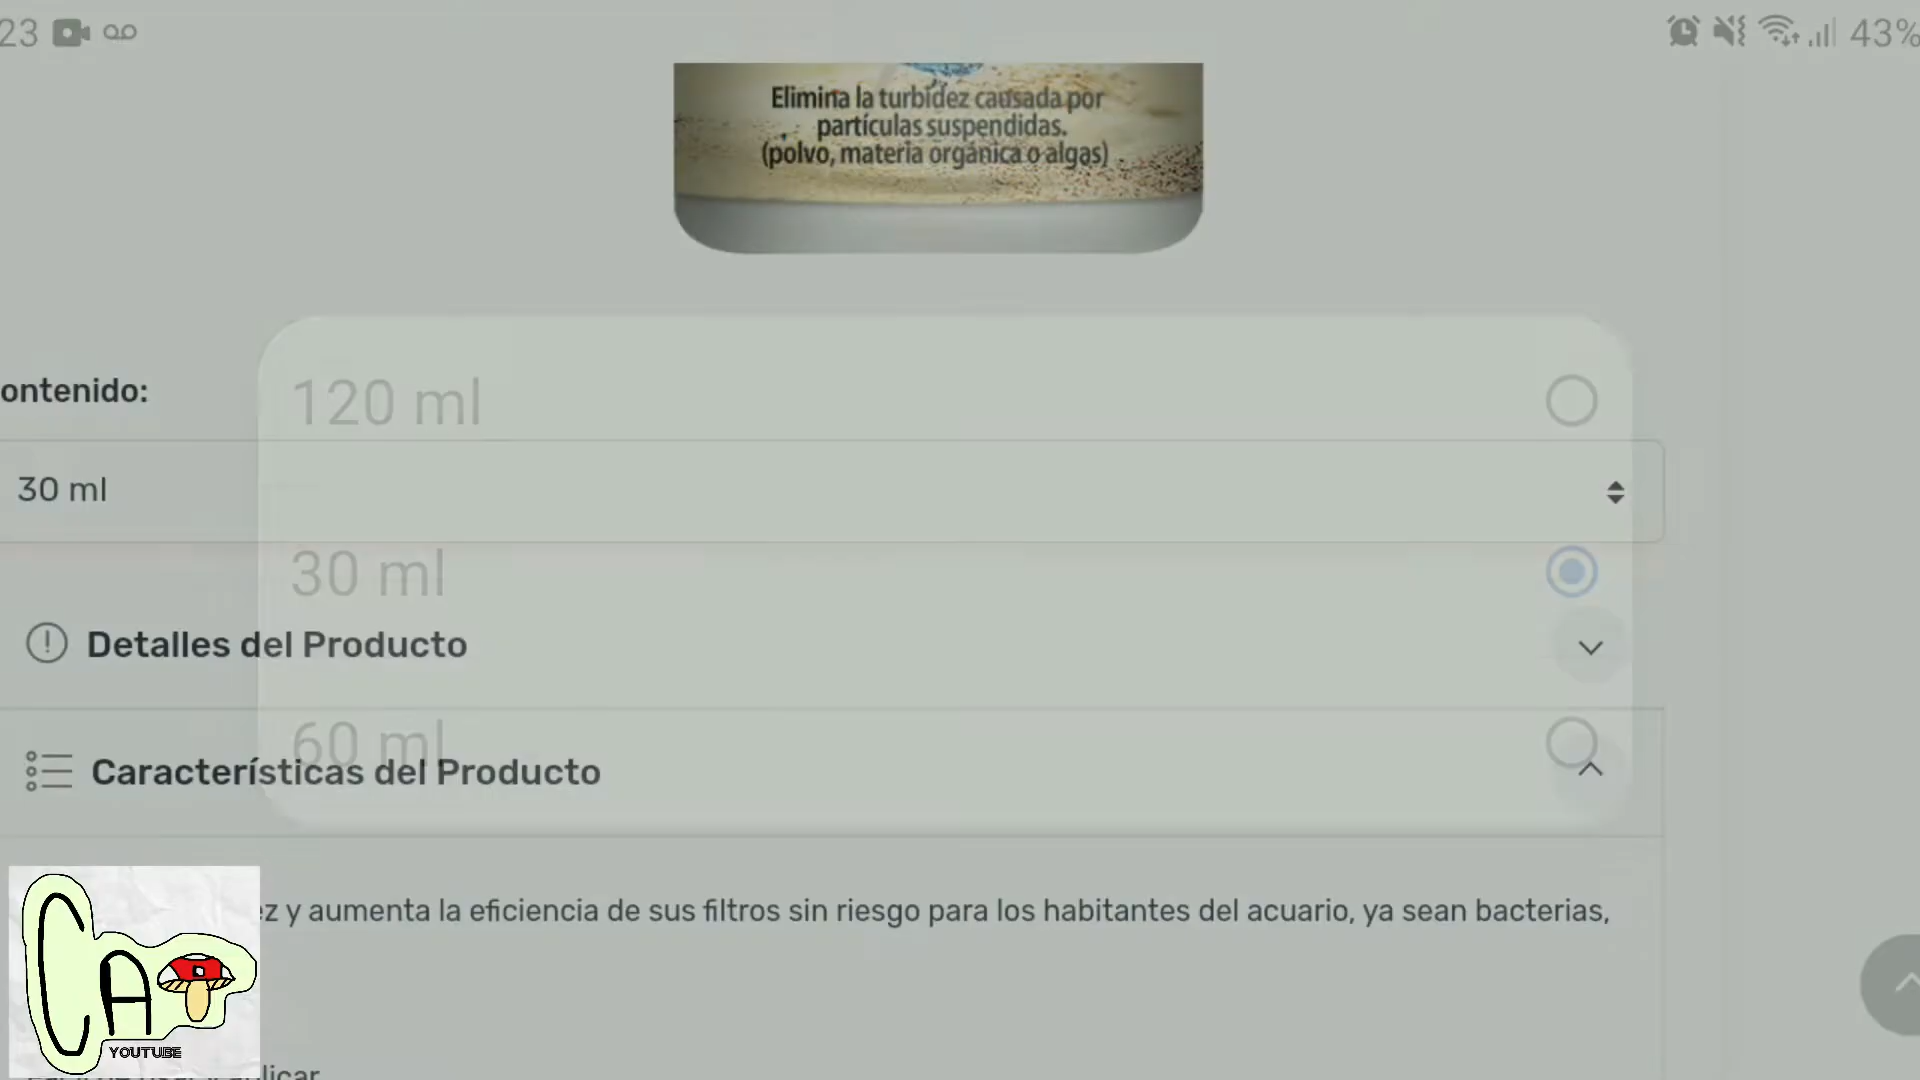 23
43%
Elimina la turbidez causada por
partículas suspendidas.
(polvo, materia orgánica o algas)
ontenido:
120 ml
30 ml
30 ml
Detalles del Producto
60 ml
Características del Producto
ez y aumenta la eficiencia de sus filtros sin riesgo para los habitantes del acuario, ya sean bacterias,
CA
YOUTUBE